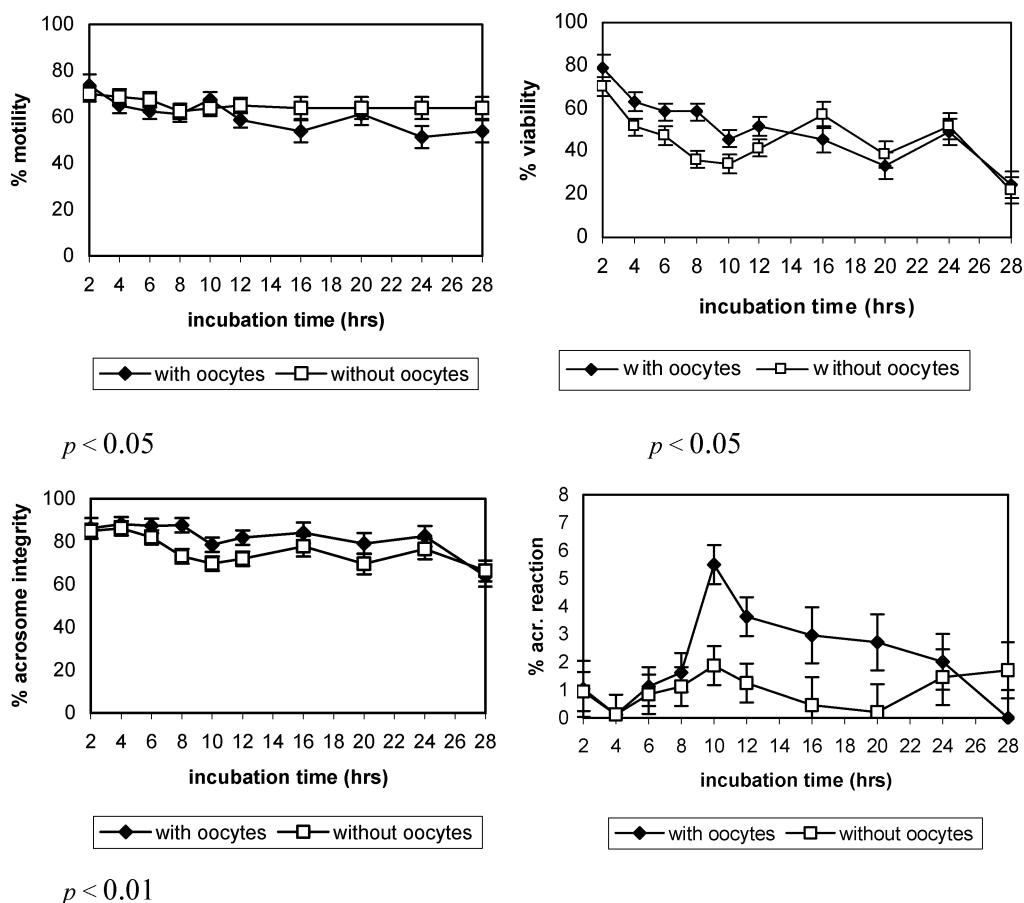 100
80
60
40
20
0
% motility
2 4 6 8 10 12 14 16 18 20 22 24 26 28
incubation time (hrs)
with oocytes without oocytes
p < 0.05
100
80
60
40
20
0
% viability
2 4 6 8 10 12 14 16 18 20 22 24 26 28
incubation time (hrs)
with oocytes without oocytes
p < 0.05
100
80
60
40
20
0
% acrosome integrity
2 4 6 8 10 12 14 16 18 20 22 24 26 28
incubation time (hrs)
with oocytes without oocytes
p < 0.01
8
7
6
5
4
3
2
1
0
% acr. reaction
2 4 6 8 10 12 14 16 18 20 22 24 26 28
incubation time (hrs)
with oocytes without oocytes